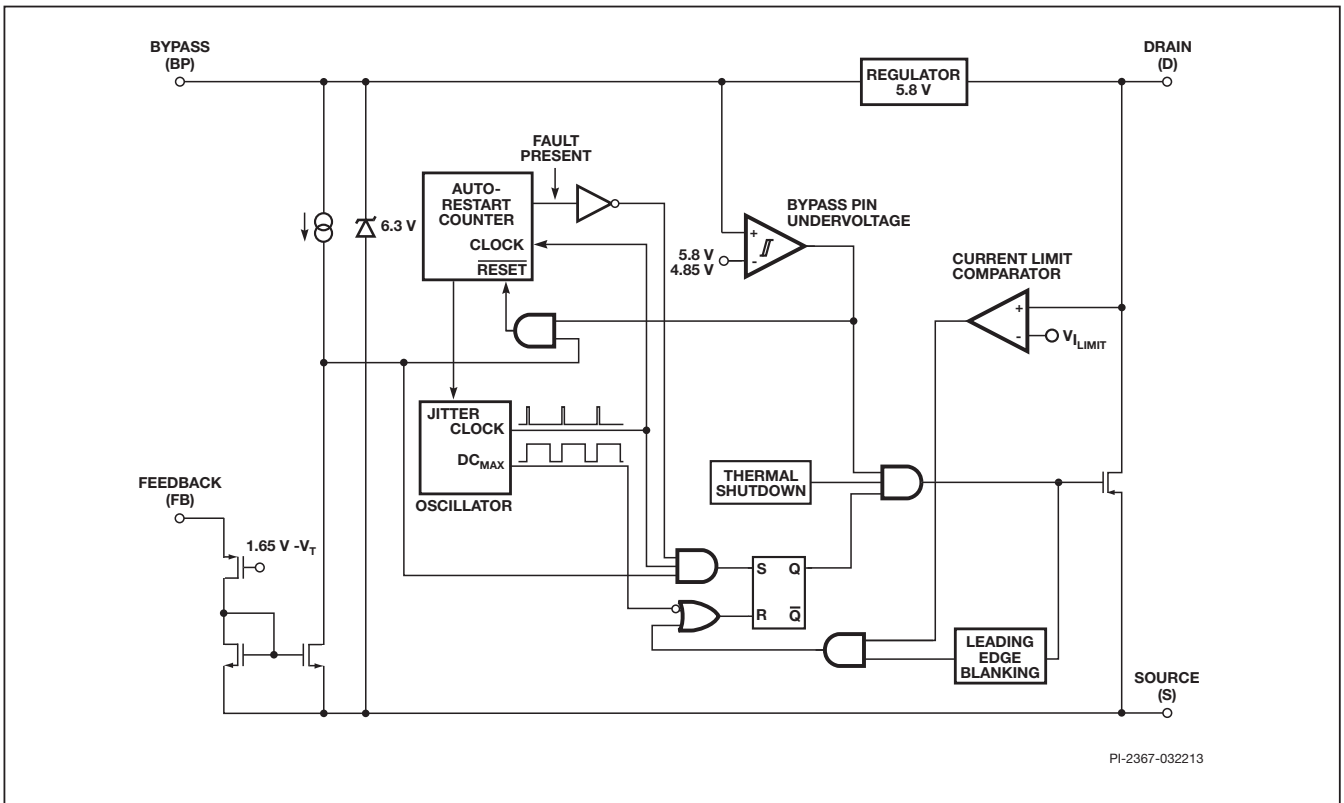 BYPASS
(BP)
DRAIN
(D)
REGULATOR
5.8 V
FAULT
PRESENT
AUTO-
RESTART
COUNTER
CLOCK
RESET
6.3 V
BYPASS PIN
UNDERVOLTAGE
+
-
5.8 V
4.85 V
CURRENT LIMIT
COMPARATOR
+
-
VILIMIT
JITTER
CLOCK
DCMAX
OSCILLATOR
THERMAL
SHUTDOWN
FEEDBACK
(FB)
1.65 V -VT
S Q
R Q
LEADING
EDGE
BLANKING
SOURCE
(S)
PI-2367-032213